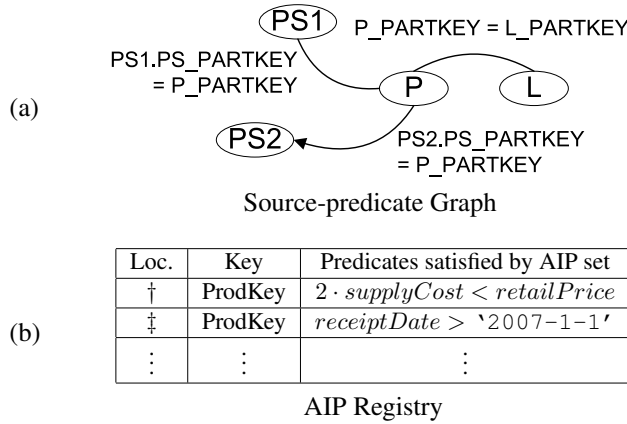 PS1
P_PARTKEY = L_PARTKEY
PS1.PS_PARTKEY
= P_PARTKEY
P
L
(a)
PS2
PS2.PS_PARTKEY
= P_PARTKEY
Source-predicate Graph
Loc. Key Predicates satisfied by AIP set
† ProdKey 2 · supplyCost < retailPrice
(b)
‡ ProdKey receiptDate > ‘2007-1-1’
⋮ ⋮ ⋮
AIP Registry